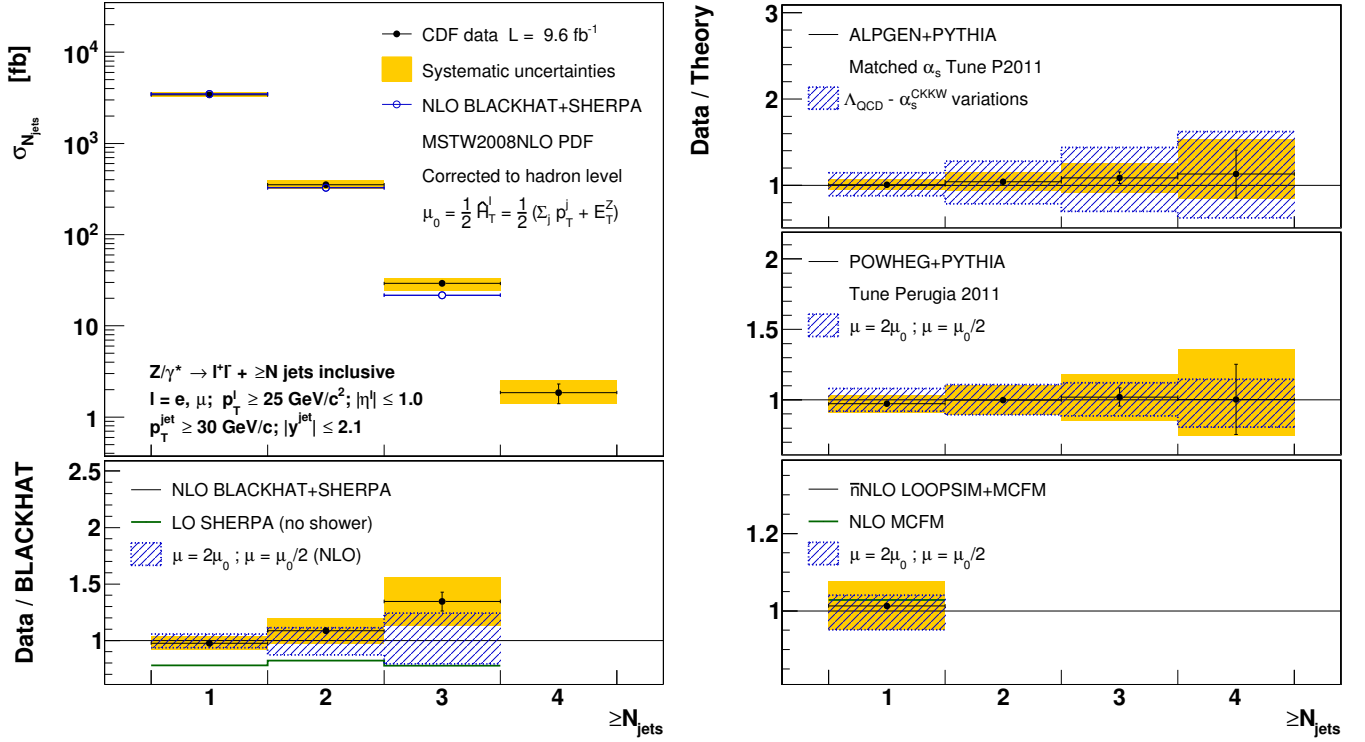 σ_{N_jets} [fb]
10^4
10^3
10^2
10
1
CDF data L = 9.6 fb^-1
Systematic uncertainties
NLO BLACKHAT+SHERPA
MSTW2008NLO PDF
Corrected to hadron level
μ_0 = 1/2 Ĥ_T^l = 1/2 (Σ_j p_T^j + E_T^Z)
Z/γ* → l^+l^- + ≥N jets inclusive
l = e, μ; p_T^l ≥ 25 GeV/c^2; |η^l| ≤ 1.0
p_T^jet ≥ 30 GeV/c; |y^jet| ≤ 2.1
Data / BLACKHAT
2.5
2
1.5
1
NLO BLACKHAT+SHERPA
LO SHERPA (no shower)
μ = 2μ_0 ; μ = μ_0/2 (NLO)
1 2 3 4
≥N_jets
Data / Theory
3
2
1
ALPGEN+PYTHIA
Matched α_s Tune P2011
Λ_QCD - α_s^CKKW variations
2
1.5
1
POWHEG+PYTHIA
Tune Perugia 2011
μ = 2μ_0 ; μ = μ_0/2
1.2
1
n̄NLO LOOPSIM+MCFM
NLO MCFM
μ = 2μ_0 ; μ = μ_0/2
1 2 3 4
≥N_jets